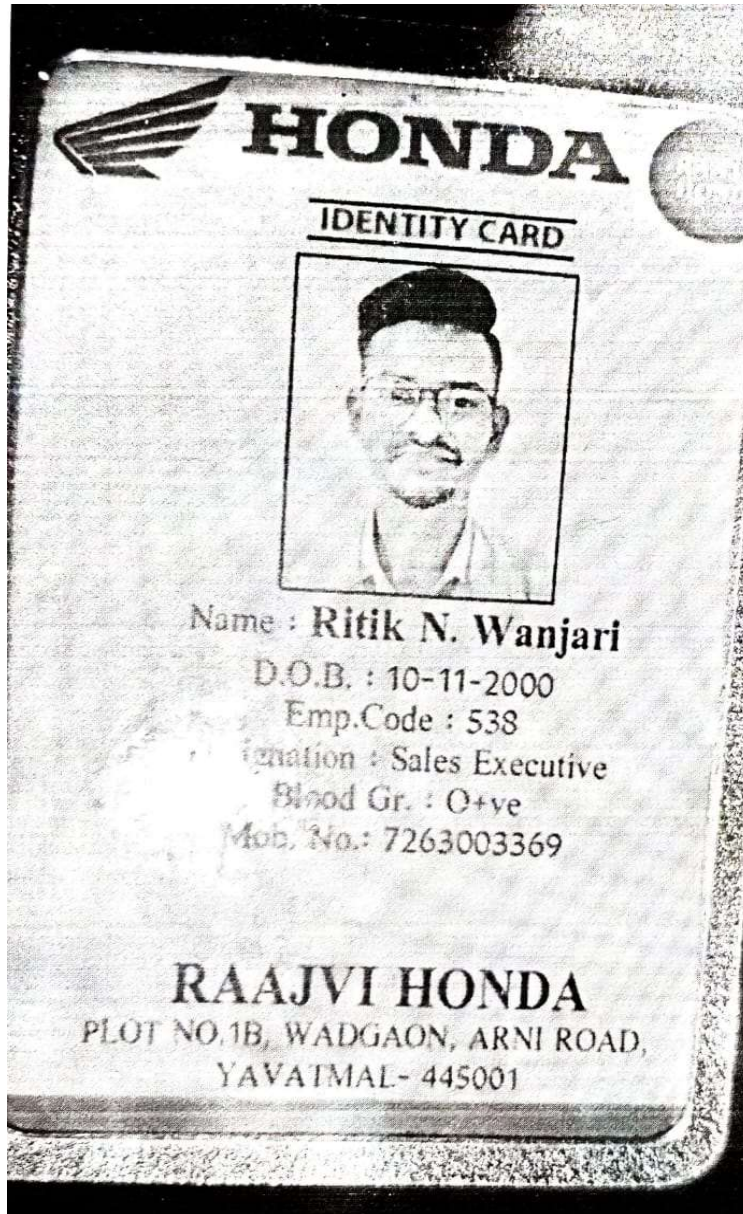 HONDA
IDENTITY CARD
Name : Ritik N. Wanjari
D.O.B. : 10-11-2000
Emp.Code : 538
ignation : Sales Executive
Blood Gr. : O+ve
Mob. No.: 7263003369
RAAJVI HONDA
PLOT NO.1B, WADGAON, ARNI ROAD,
YAVATMAL- 445001